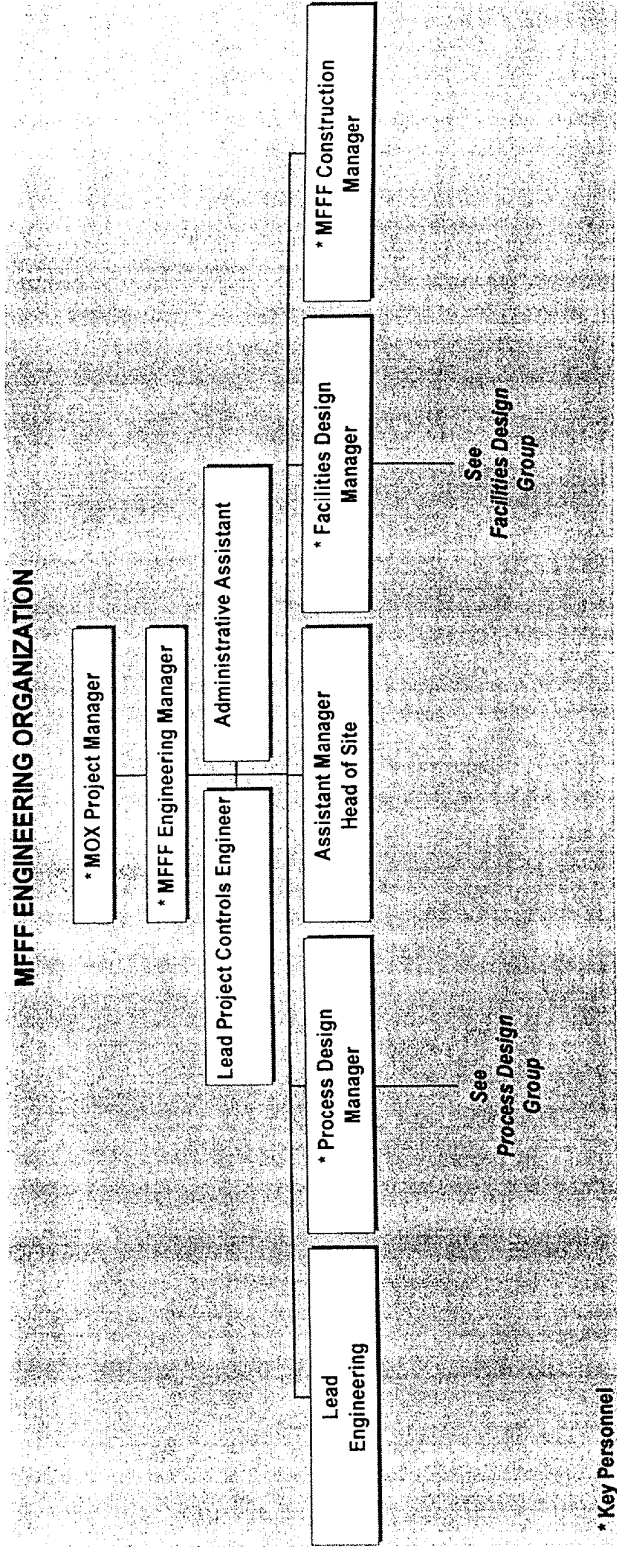 MFFF ENGINEERING ORGANIZATION
* MOX Project Manager
* MFFF Engineering Manager
Lead Project Controls Engineer
Administrative Assistant
Lead
Engineering
* Process Design
Manager
Assistant Manager
Head of Site
* Facilities Design
Manager
* MFFF Construction
Manager
See
Process Design
Group
See
Facilities Design
Group
* Key Personnel